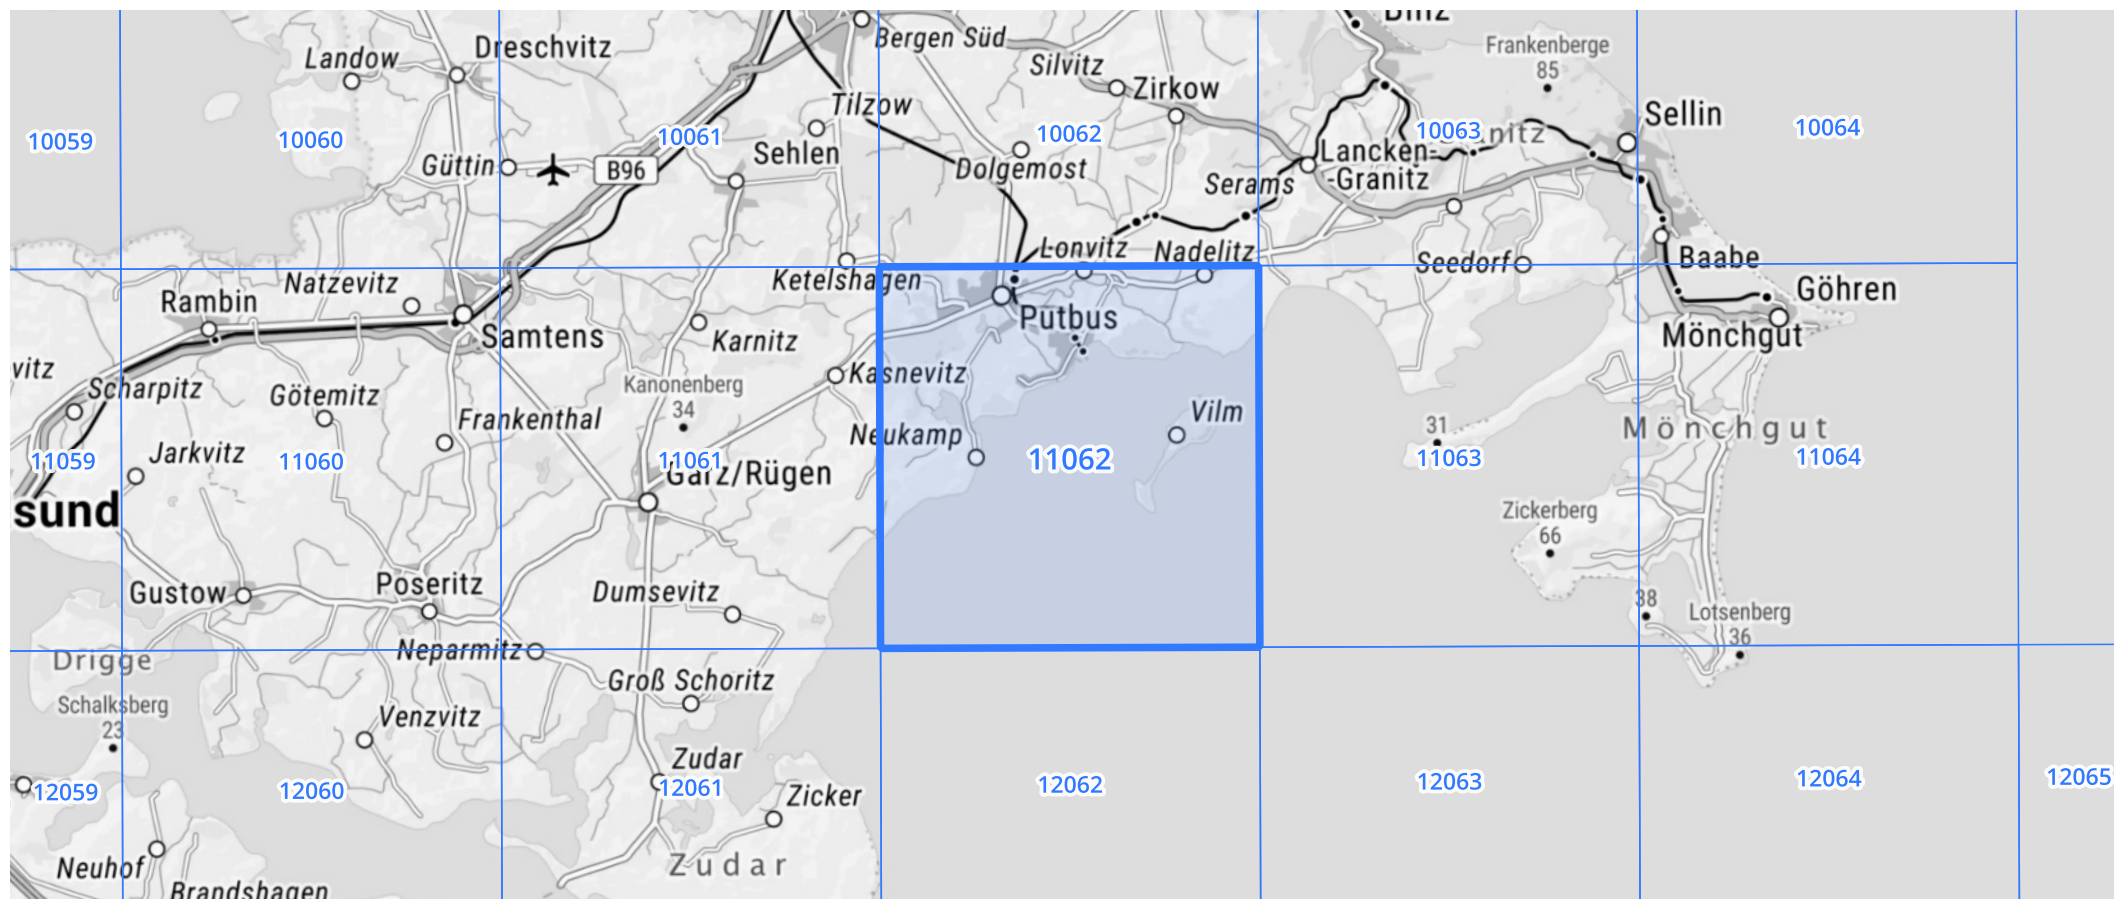 Binz
Bergen Süd
Dreschvitz
Landow
Frankenberge
85
Silvitz
Zirkow
Tilzow
Sellin
10059
10060
10061
10062
10063
nitz
10064
Sehlen
Güttin
B96
Dolgemost
Lancken-
-Granitz
Serams
Lonvitz
Nadelitz
Seedorf
Baabe
Ketelshagen
Natzevitz
Göhren
Rambin
Samtens
Putbus
Karnitz
Mönchgut
vitz
Kasnevitz
Scharpitz
Götemitz
Kanonenberg
34
Vilm
Frankenthal
31
Mönchgut
Neukamp
Jarkvitz
11059
11060
11061
11062
11063
11064
Garz/Rügen
sund
Zickerberg
66
Poseritz
Gustow
Dumsevitz
38
Lotsenberg
36
Neparmitz
Drigge
Groß Schoritz
Schalksberg
23
Venzvitz
Zudar
12059
12060
12061
12062
12063
12064
12065
Zicker
Neuhof
Zudar
Brandshagen